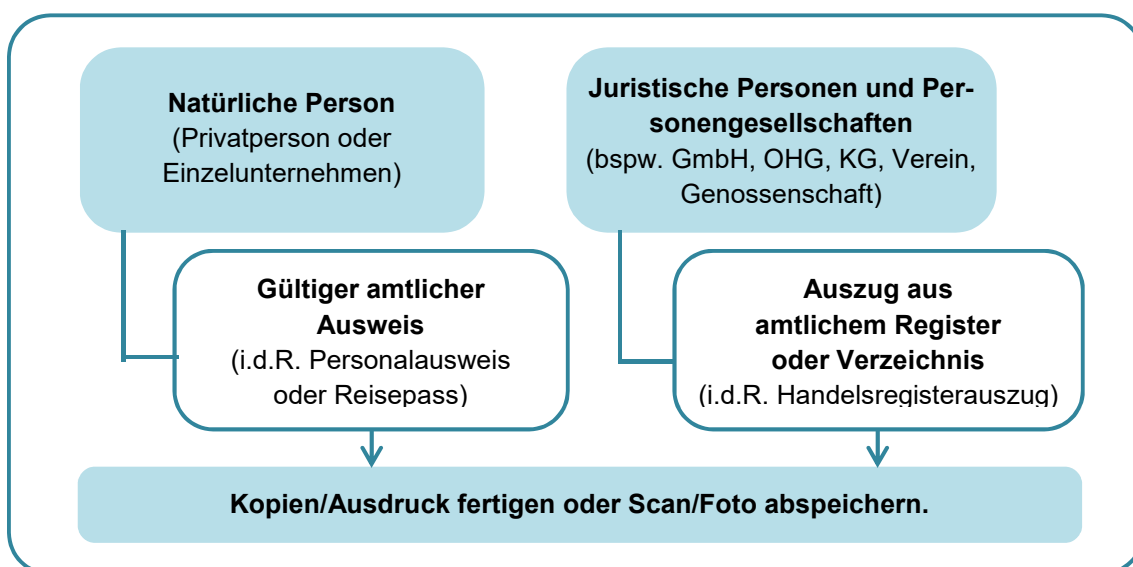 Natürliche Person
(Privatperson oder
Einzelunternehmen)
Juristische Personen und Per-
sonengesellschaften
(bspw. GmbH, OHG, KG, Verein,
Genossenschaft)
Gültiger amtlicher
Ausweis
(i.d.R. Personalausweis
oder Reisepass)
Auszug aus
amtlichem Register
oder Verzeichnis
(i.d.R. Handelsregisterauszug)
Kopien/Ausdruck fertigen oder Scan/Foto abspeichern.